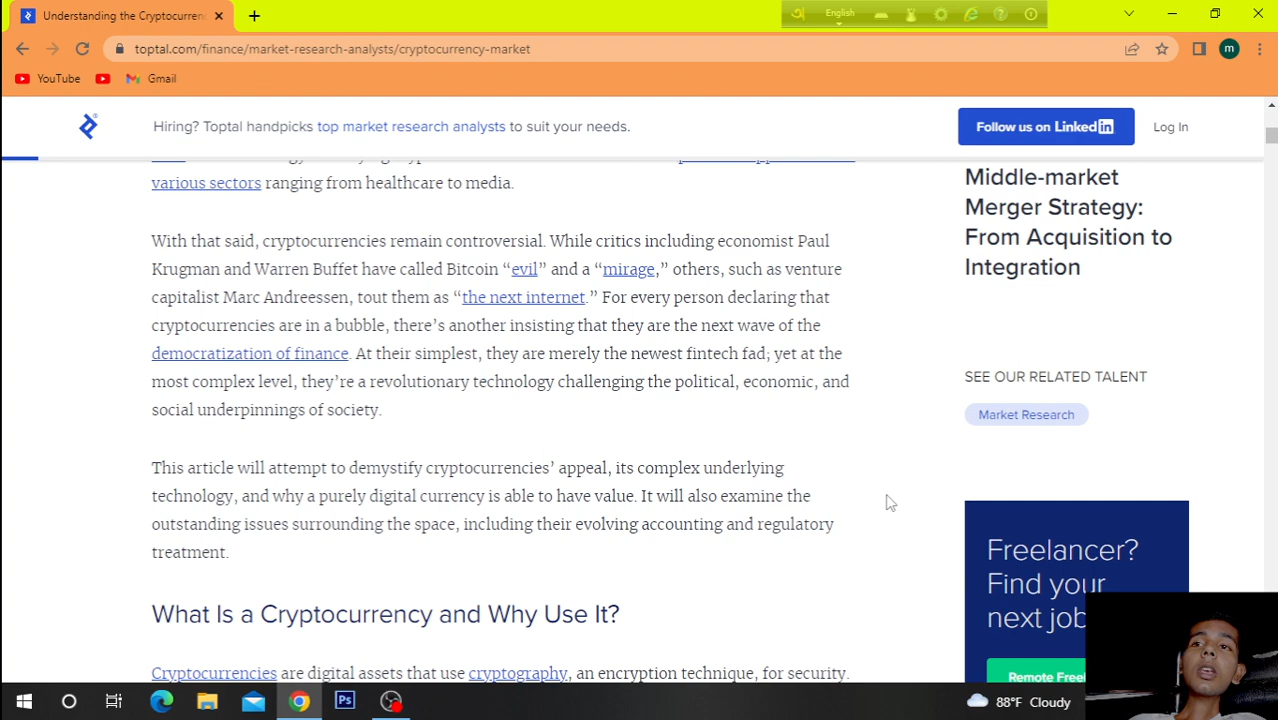 Understanding the Cryptocurren
English
toptal.com/finance/market-research-analysts/cryptocurrency-market
m
YouTube
Gmail
Hiring? Toptal handpicks top market research analysts to suit your needs.
Follow us on Linkedin
Log In
various sectors ranging from healthcare to media.
With that said, cryptocurrencies remain controversial. While critics including economist Paul
Krugman and Warren Buffet have called Bitcoin “evil” and a “mirage,” others, such as venture
capitalist Marc Andreessen, tout them as “the next internet.” For every person declaring that
cryptocurrencies are in a bubble, there’s another insisting that they are the next wave of the
democratization of finance. At their simplest, they are merely the newest fintech fad; yet at the
most complex level, they’re a revolutionary technology challenging the political, economic, and
social underpinnings of society.
This article will attempt to demystify cryptocurrencies’ appeal, its complex underlying
technology, and why a purely digital currency is able to have value. It will also examine the
outstanding issues surrounding the space, including their evolving accounting and regulatory
treatment.
What Is a Cryptocurrency and Why Use It?
Cryptocurrencies are digital assets that use cryptography, an encryption technique, for security.
Middle-market
Merger Strategy:
From Acquisition to
Integration
SEE OUR RELATED TALENT
Market Research
Freelancer?
Find your
next job
Remote Freel
Ps
88°F Cloudy